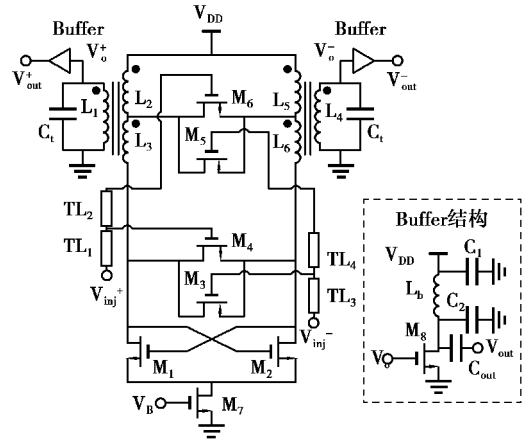 Buffer
V_DD
Buffer
V_o^+
V_o^-
V_out^+
V_out^-
L_1
L_2
M_6
L_5
L_4
C_t
L_3
M_5
L_6
C_t
TL_2
TL_1
M_4
TL_4
M_3
TL_3
V_inj^+
V_inj^-
M_1
M_2
V_B
M_7
Buffer结构
V_DD
C_1
L_b
C_2
M_8
V_out
V_o
C_out